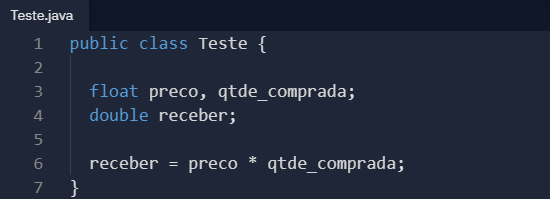 Teste.java
1 public class Teste {
2
3 float preco, qtde_comprada;
4 double receber;
5
6 receber = preco * qtde_comprada;
7 }